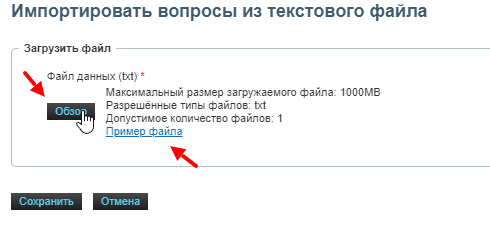 Импортировать вопросы из текстового файла
Загрузить файл
Файл данных (txt) *
Обзор
Максимальный размер загружаемого файла: 1000MB
Разрешённые типы файлов: txt
Допустимое количество файлов: 1
Пример файла
Сохранить Отмена